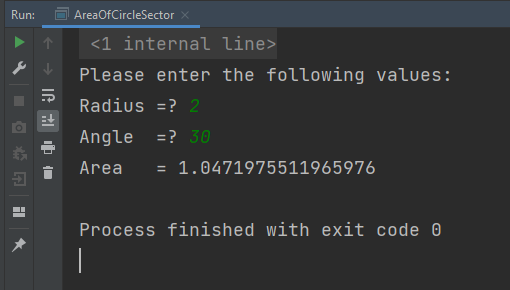 Run: AreaOfCircleSector
<1 internal line>
Please enter the following values:
Radius =? 2
Angle  =? 30
Area   = 1.0471975511965976
Process finished with exit code 0